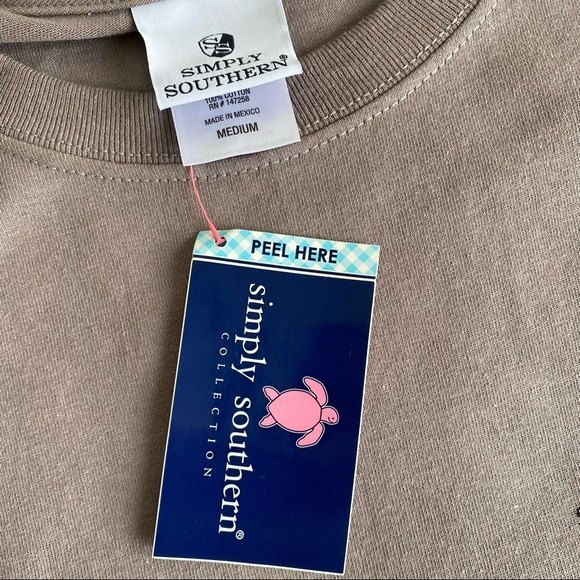 SIMPLY
SOUTHERN®
100% COTTON
RN # 147258
MADE IN MEXICO
MEDIUM
PEEL HERE
simply southern®
COLLECTION